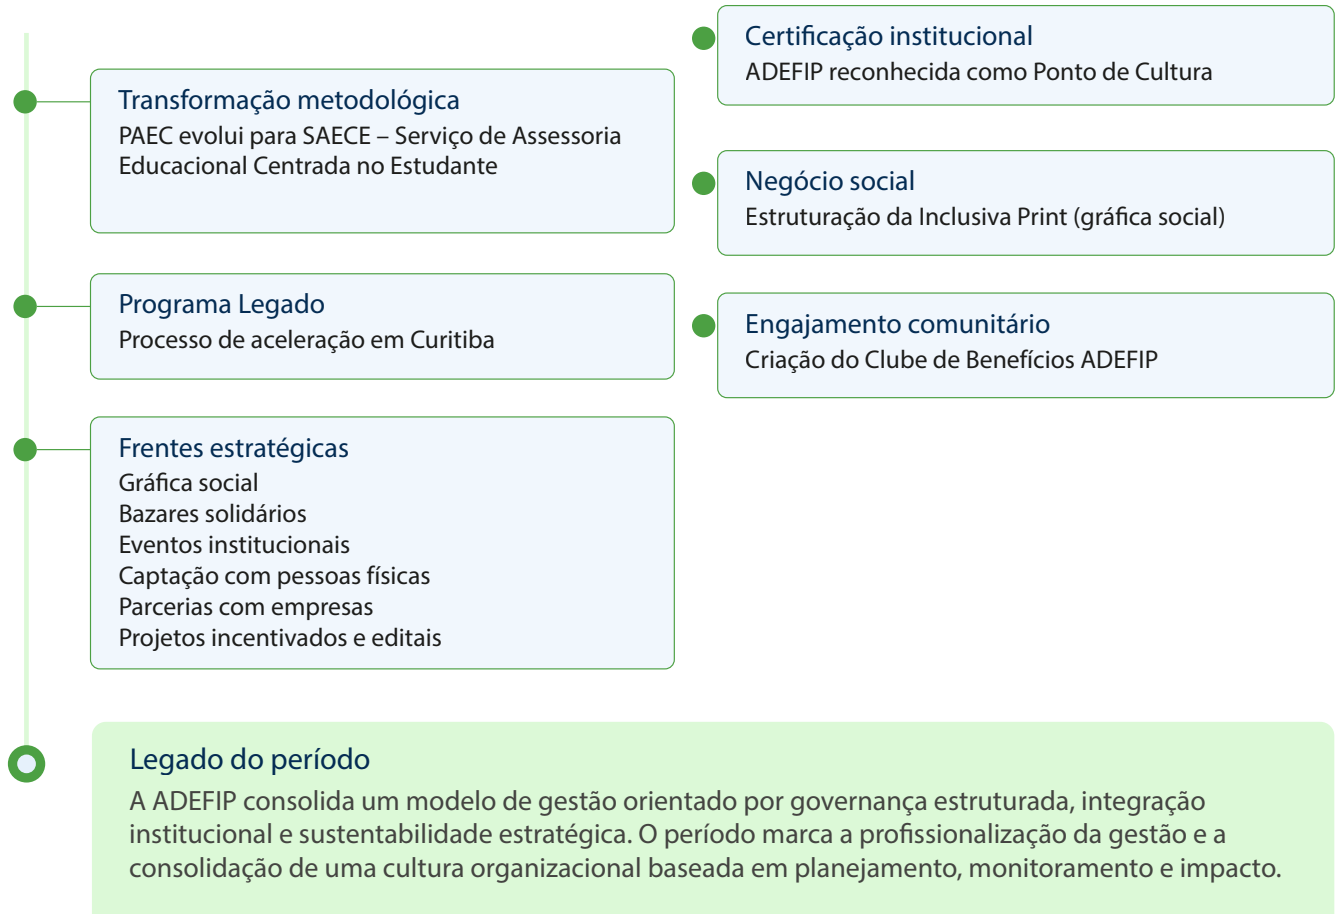 Transformação metodológica
PAEC evolui para SAECE – Serviço de Assessoria
Educacional Centrada no Estudante
Programa Legado
Processo de aceleração em Curitiba
Frentes estratégicas
Gráfica social
Bazares solidários
Eventos institucionais
Captação com pessoas físicas
Parcerias com empresas
Projetos incentivados e editais
Certificação institucional
ADEFIP reconhecida como Ponto de Cultura
Negócio social
Estruturação da Inclusiva Print (gráfica social)
Engajamento comunitário
Criação do Clube de Benefícios ADEFIP
Legado do período
A ADEFIP consolida um modelo de gestão orientado por governança estruturada, integração
institucional e sustentabilidade estratégica. O período marca a profissionalização da gestão e a
consolidação de uma cultura organizacional baseada em planejamento, monitoramento e impacto.